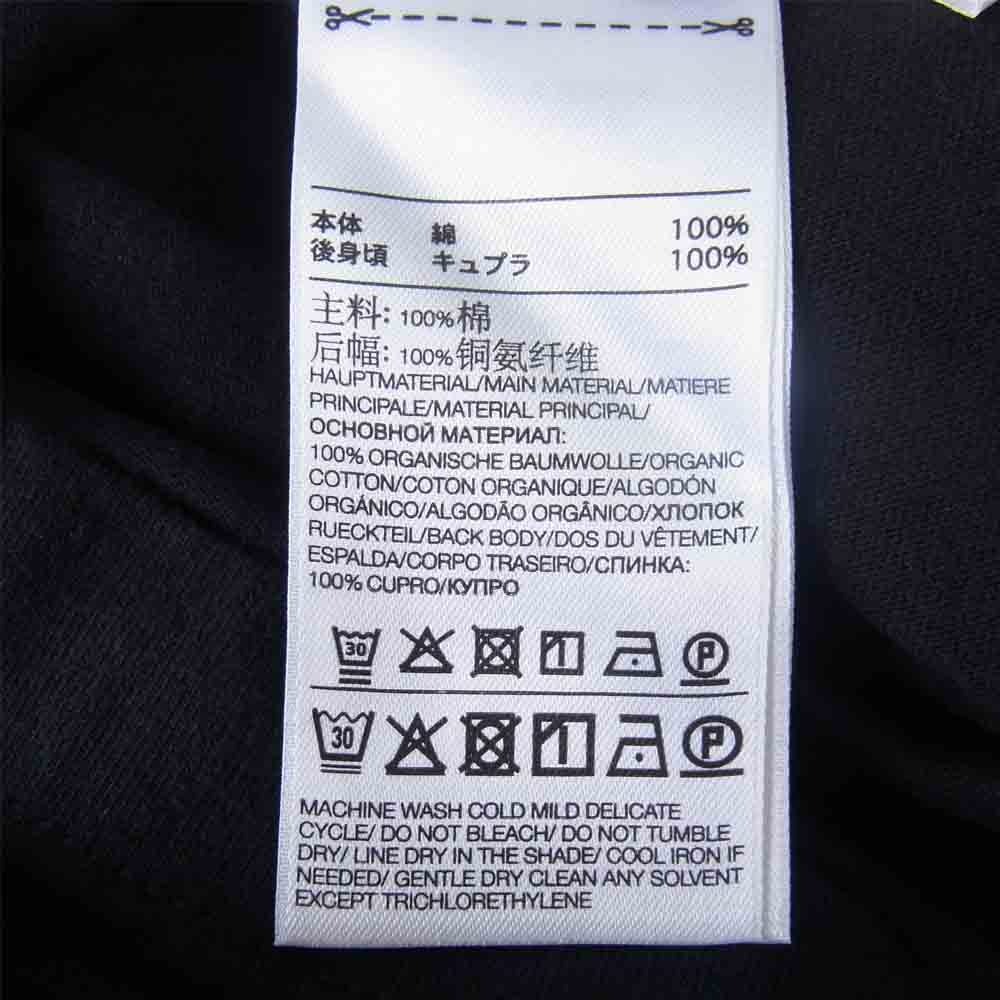 本体 綿 100%
後身頃 キュプラ 100%
主料: 100%棉
后幅: 100%铜氨纤维
HAUPTMATERIAL/MAIN MATERIAL/MATIERE
PRINCIPALE/MATERIAL PRINCIPAL/
ОСНОВНОЙ МАТЕРИАЛ:
100% ORGANISCHE BAUMWOLLE/ORGANIC
COTTON/COTON ORGANIQUE/ALGODÓN
ORGÁNICO/ALGODÃO ORGÂNICO/ХЛОПОК
RUECKTEIL/BACK BODY/DOS DU VÊTEMENT/
ESPALDA/CORPO TRASEIRO/СПИНКА:
100% CUPRO/КУПРО
30 P
30 P
MACHINE WASH COLD MILD DELICATE
CYCLE/ DO NOT BLEACH/ DO NOT TUMBLE
DRY/ LINE DRY IN THE SHADE/ COOL IRON IF
NEEDED/ GENTLE DRY CLEAN ANY SOLVENT
EXCEPT TRICHLORETHYLENE